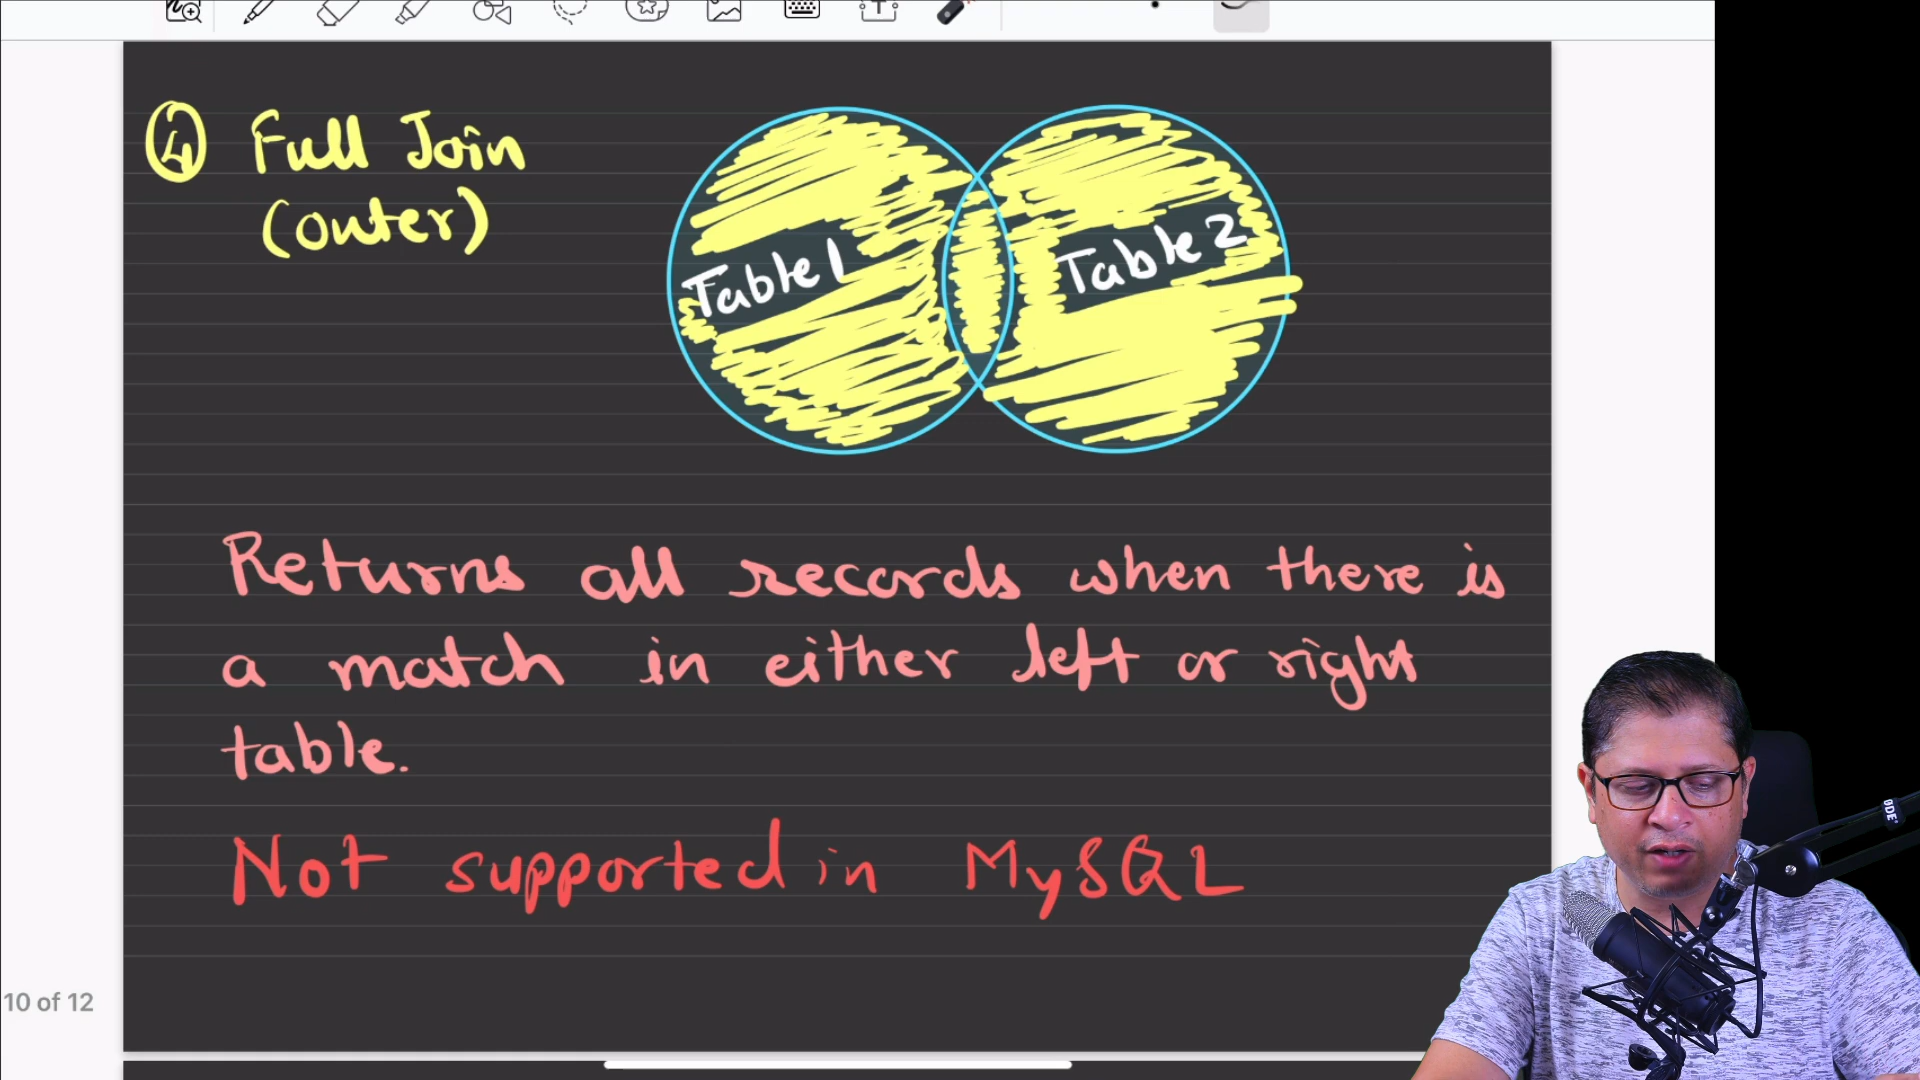 ④ Full Join
(outer)
Table 1
Table 2
Returns all records when there is
a match in either left or right
table.
Not supported in MySQL
10 of 12
ODE